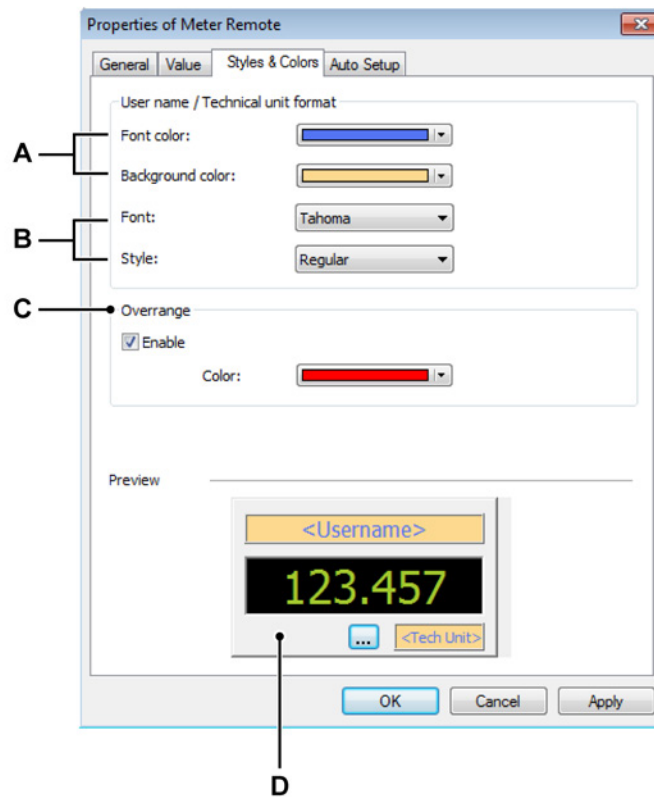 Properties of Meter Remote
General Value Styles & Colors Auto Setup
User name / Technical unit format
A
Font color:
Background color:
B
Font: Tahoma
Style: Regular
C
Overrange
Enable
Color:
Preview
<Username>
123.457
... <Tech Unit>
OK Cancel Apply
D